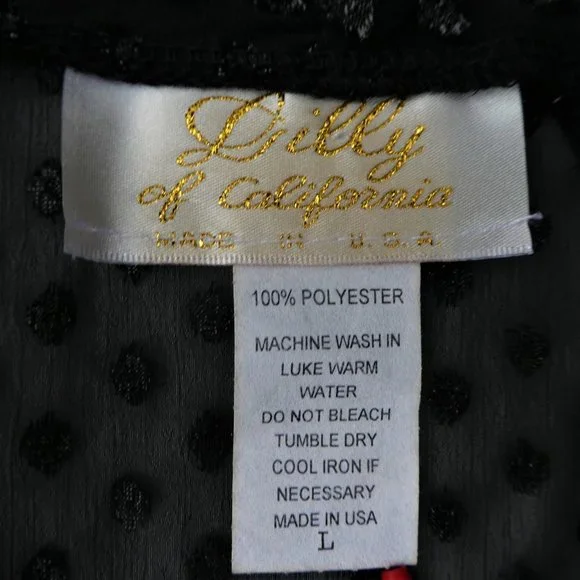 Lilly
of California
MADE IN U.S.A.
100% POLYESTER
MACHINE WASH IN
LUKE WARM
WATER
DO NOT BLEACH
TUMBLE DRY
COOL IRON IF
NECESSARY
MADE IN USA
L